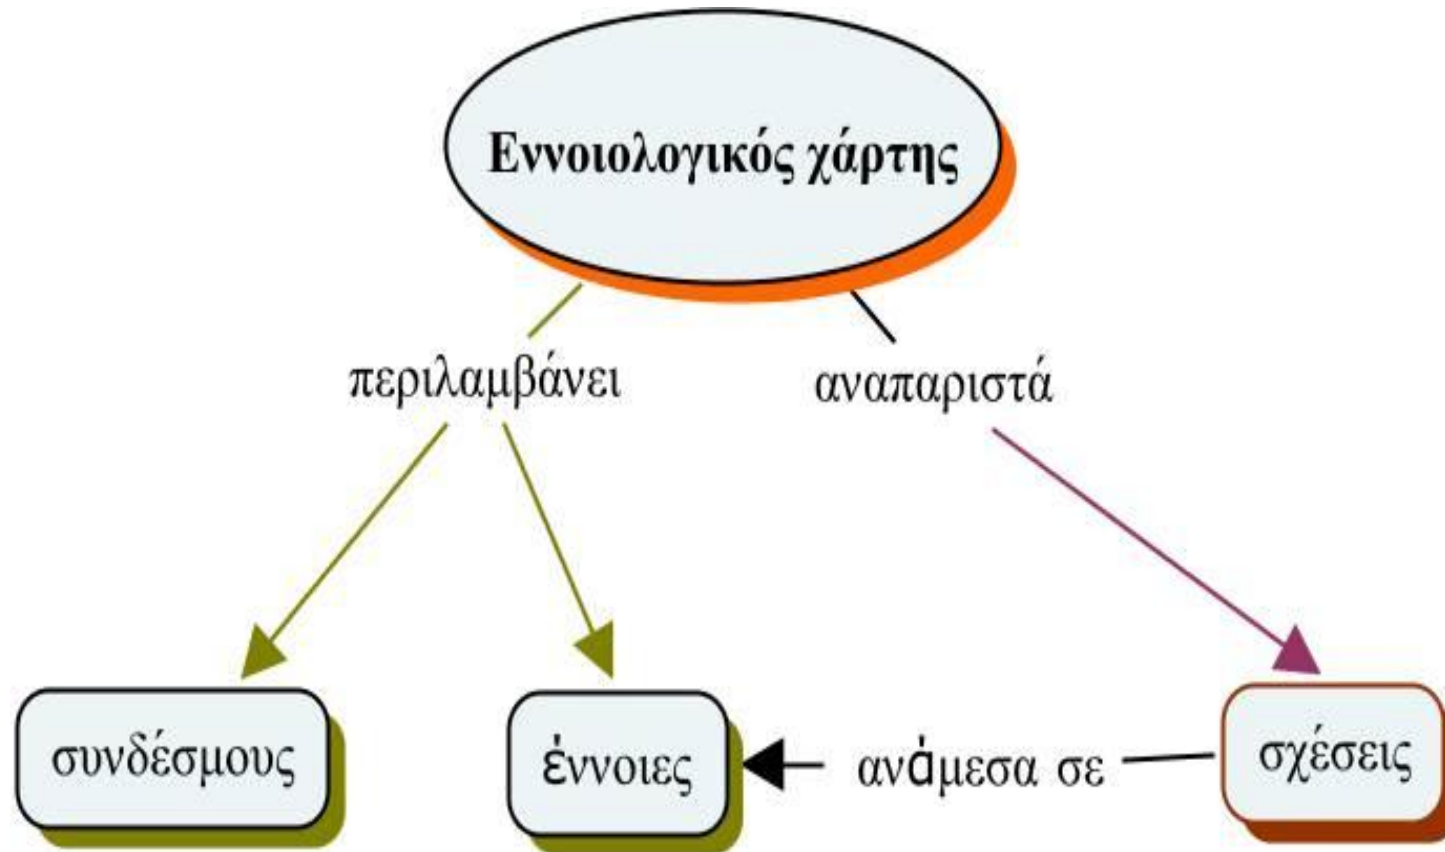 Εννοιολογικός χάρτης
περιλαμβάνει
αναπαριστά
συνδέσμους
έννοιες
ανάμεσα σε
σχέσεις